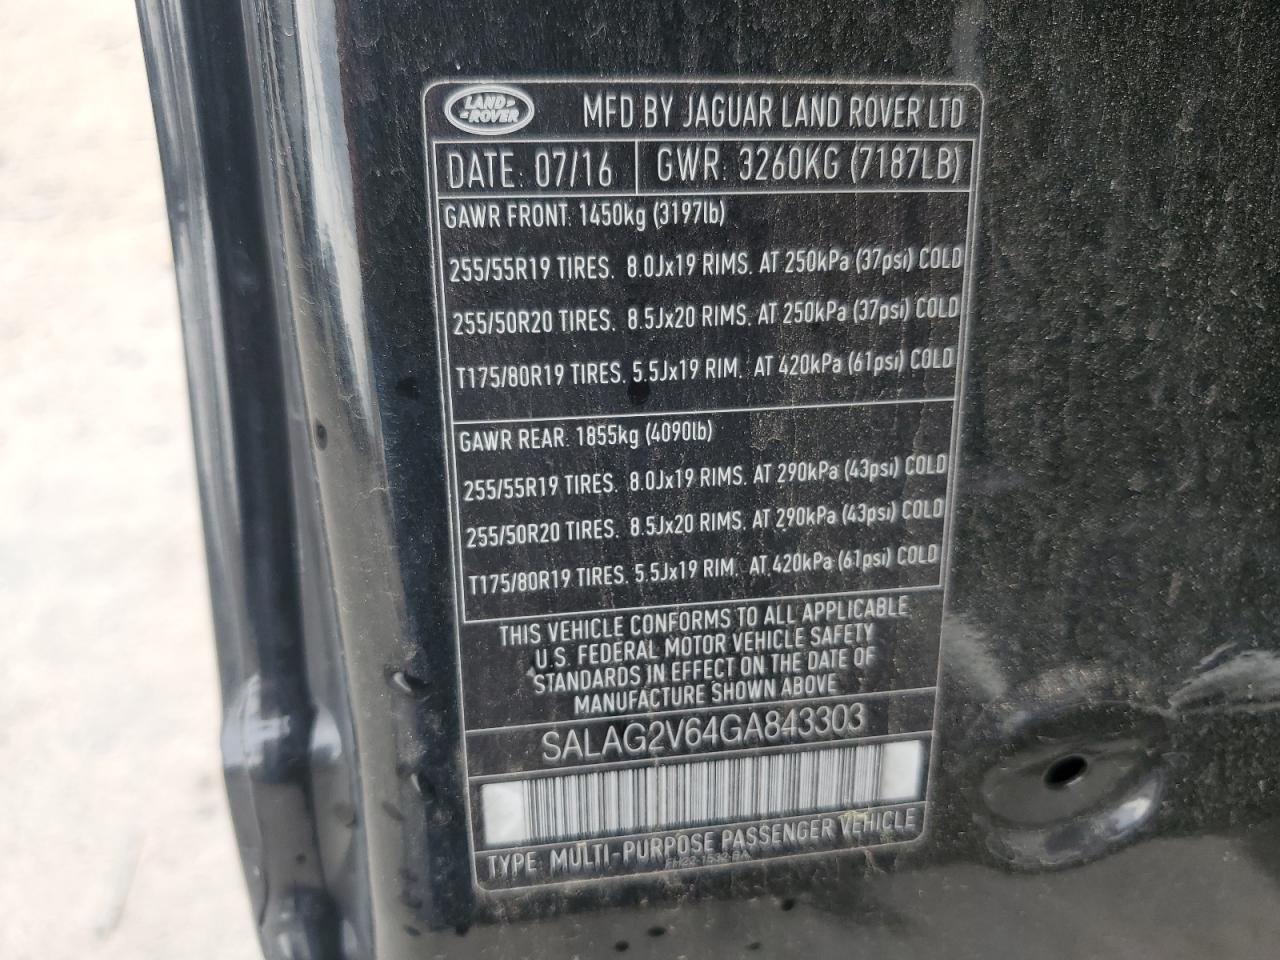 LAND-
=ROVER
MFD BY JAGUAR LAND ROVER LTD
DATE: 07/16
GWR: 3260KG (7187LB)
GAWR FRONT: 1450kg (3197lb)
255/55R19 TIRES. 8.0Jx19 RIMS. AT 250kPa (37psi) COLD
255/50R20 TIRES. 8.5Jx20 RIMS. AT 250kPa (37psi) COLD
T175/80R19 TIRES. 5.5Jx19 RIM. AT 420kPa (61psi) COLD
GAWR REAR: 1855kg (4090lb)
255/55R19 TIRES. 8.0Jx19 RIMS. AT 290kPa (43psi) COLD
255/50R20 TIRES. 8.5Jx20 RIMS. AT 290kPa (43psi) COLD
T175/80R19 TIRES. 5.5Jx19 RIM. AT 420kPa (61psi) COLD
THIS VEHICLE CONFORMS TO ALL APPLICABLE
U.S. FEDERAL MOTOR VEHICLE SAFETY
STANDARDS IN EFFECT ON THE DATE OF
MANUFACTURE SHOWN ABOVE
SALAG2V64GA843303
TYPE: MULTI-PURPOSE PASSENGER VEHICLE